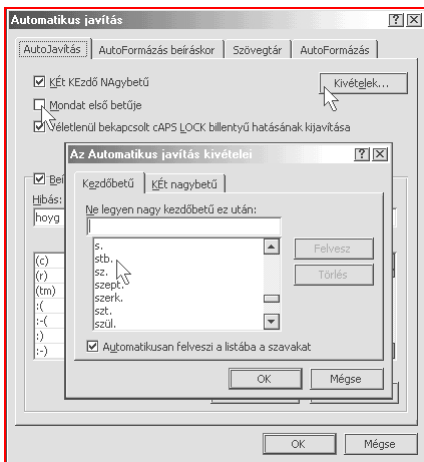 Automatikus javítás
AutoJavítás AutoFormázás beíráskor Szövegtár AutoFormázás
KÉt KEzdő NAgybetű
Kivételek...
Mondat első betűje
Véletlenül bekapcsolt cAPS LOCK billentyű hatásának kijavítása
Az Automatikus javítás kivételei
Beí
Kezdőbetű KÉt nagybetű
Hibás:
Ne legyen nagy kezdőbetű ez után:
hoyg
s.
Felvesz
stb.
(c)
sz.
(r)
Törlés
szept.
(tm)
szerk.
:(
szt.
:-(
szül.
:)
:-)
Automatikusan felveszi a listába a szavakat
OK Mégse
OK Mégse